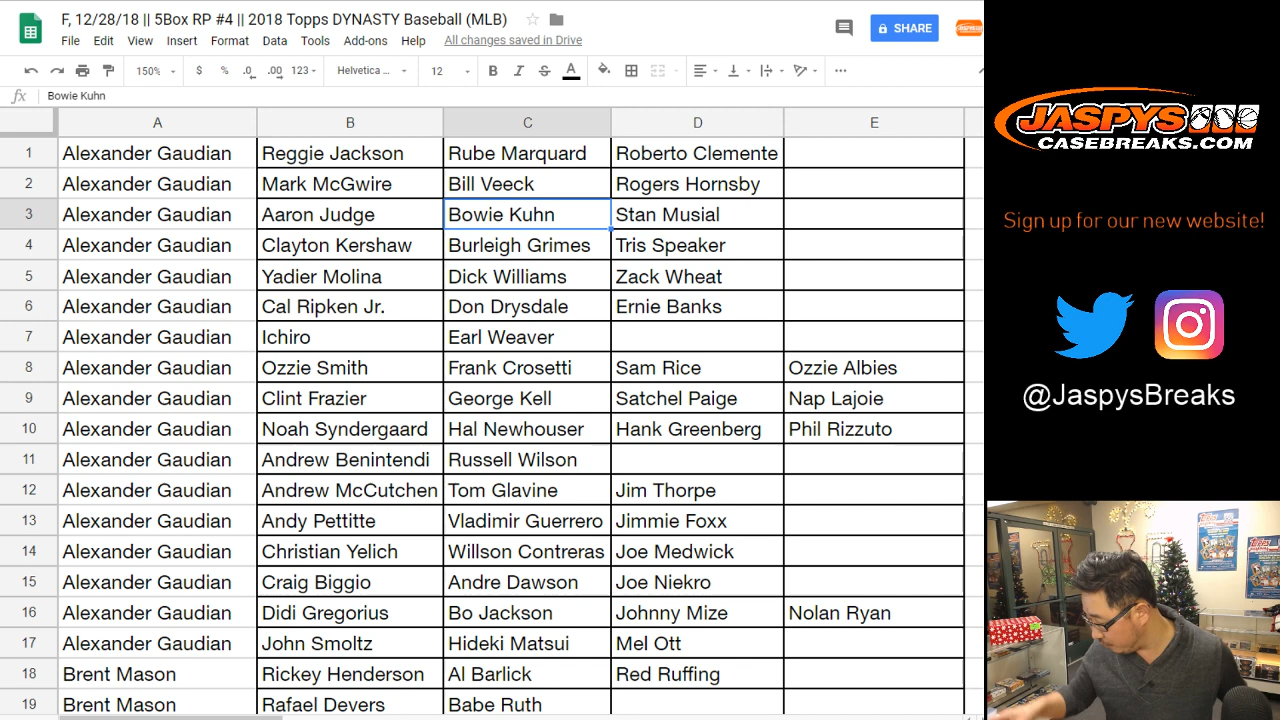 F, 12/28/18 || 5Box RP #4 || 2018 Topps DYNASTY Baseball (MLB)
File Edit View Insert Format Data Tools Add-ons Help All changes saved in Drive
SHARE
150% $ % .0 .00 123 Helvetica ... 12 B I S A
fx Bowie Kuhn
A B C D E
1 Alexander Gaudian Reggie Jackson Rube Marquard Roberto Clemente
2 Alexander Gaudian Mark McGwire Bill Veeck Rogers Hornsby
3 Alexander Gaudian Aaron Judge Bowie Kuhn Stan Musial
4 Alexander Gaudian Clayton Kershaw Burleigh Grimes Tris Speaker
5 Alexander Gaudian Yadier Molina Dick Williams Zack Wheat
6 Alexander Gaudian Cal Ripken Jr. Don Drysdale Ernie Banks
7 Alexander Gaudian Ichiro Earl Weaver
8 Alexander Gaudian Ozzie Smith Frank Crosetti Sam Rice Ozzie Albies
9 Alexander Gaudian Clint Frazier George Kell Satchel Paige Nap Lajoie
10 Alexander Gaudian Noah Syndergaard Hal Newhouser Hank Greenberg Phil Rizzuto
11 Alexander Gaudian Andrew Benintendi Russell Wilson
12 Alexander Gaudian Andrew McCutchen Tom Glavine Jim Thorpe
13 Alexander Gaudian Andy Pettitte Vladimir Guerrero Jimmie Foxx
14 Alexander Gaudian Christian Yelich Willson Contreras Joe Medwick
15 Alexander Gaudian Craig Biggio Andre Dawson Joe Niekro
16 Alexander Gaudian Didi Gregorius Bo Jackson Johnny Mize Nolan Ryan
17 Alexander Gaudian John Smoltz Hideki Matsui Mel Ott
18 Brent Mason Rickey Henderson Al Barlick Red Ruffing
19 Brent Mason Rafael Devers Babe Ruth
JASPYS
CASEBREAKS.COM
Sign up for our new website!
@JaspysBreaks